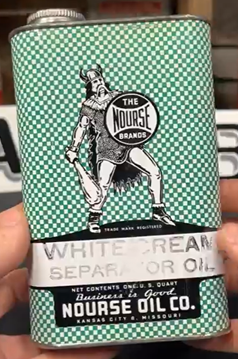 THE
NOURSE
BRANDS
TRADE MARK REGISTERED
WHITE CREAM
SEPARATOR OIL
NET CONTENTS ONE U.S. QUART
Business is Good
NOURSE OIL CO.
KANSAS CITY 8, MISSOURI